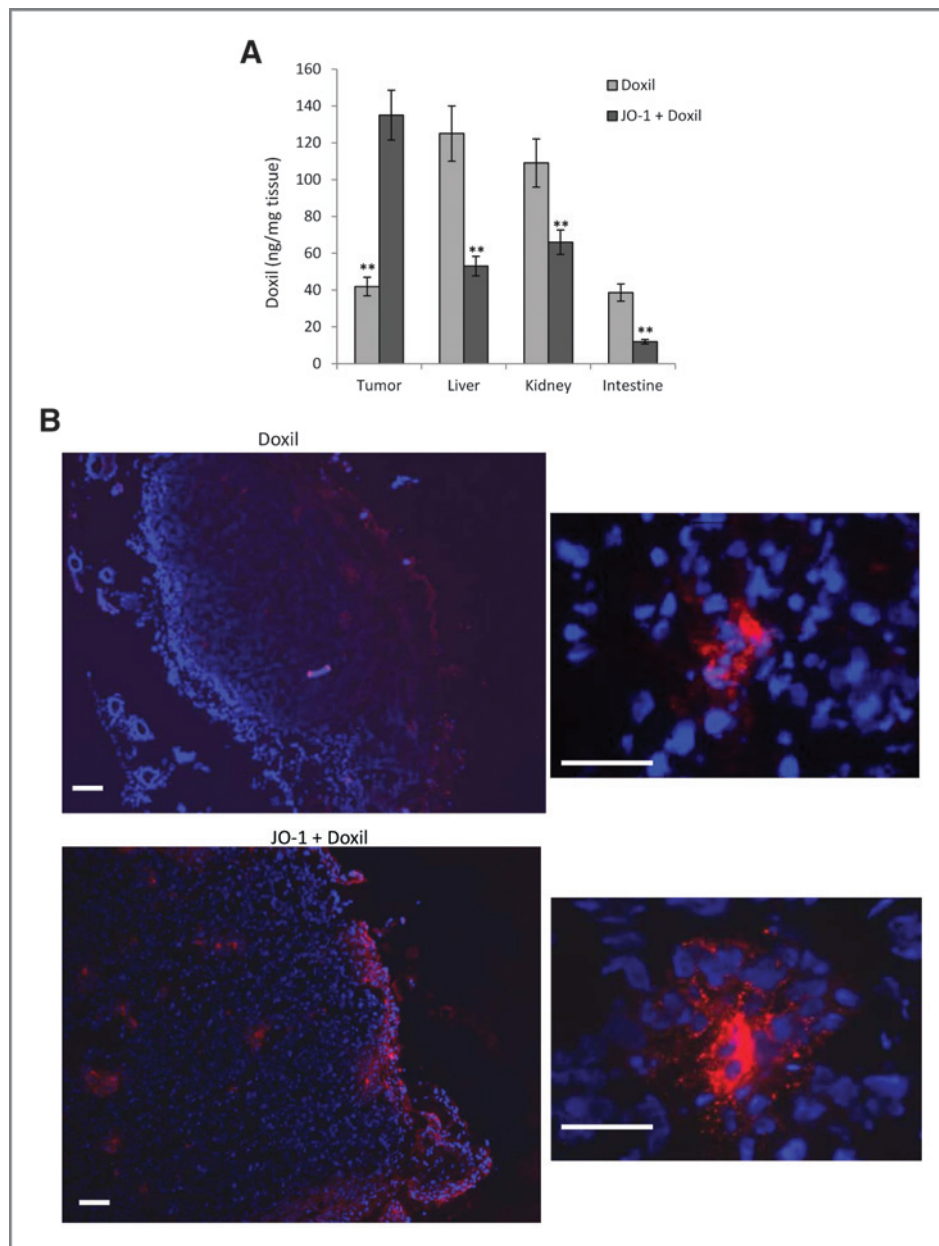 A
160
140
120
100
80
60
40
20
0
Doxil (ng/mg tissue)
Doxil
JO-1 + Doxil
**
**
**
**
Tumor Liver Kidney Intestine
B
Doxil
JO-1 + Doxil